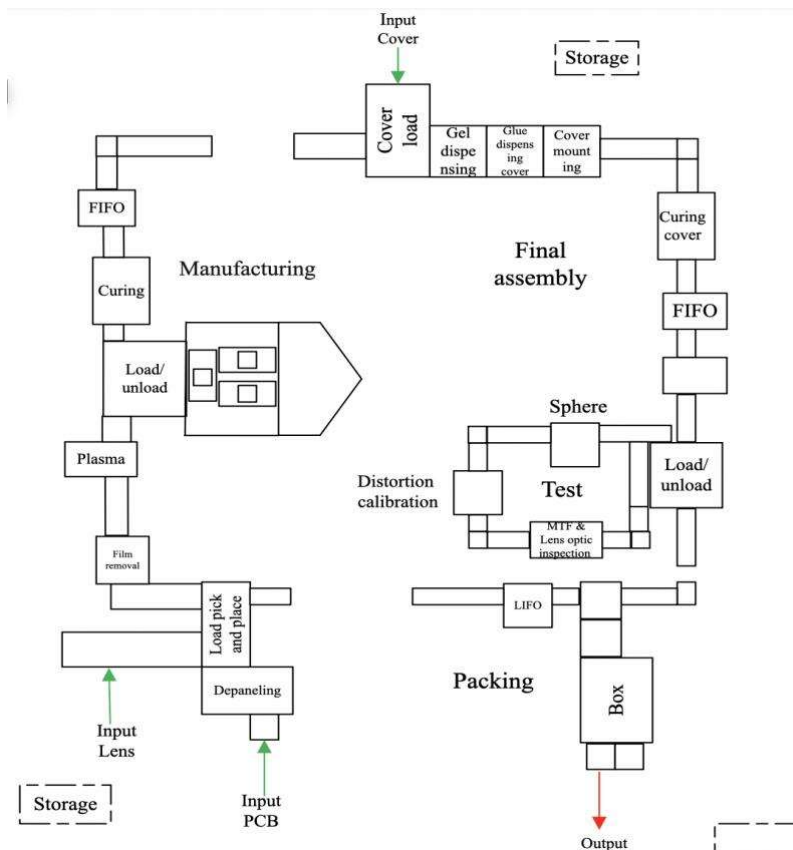 Input
Cover
Storage
Cover
load
Gel
dispe
nsing
Glue
dispens
ing
cover
Cover
mount
ing
FIFO
Curing
cover
Manufacturing
Final
assembly
Curing
FIFO
Load/
unload
Sphere
Plasma
Distortion
calibration
Test
Load/
unload
MTF &
Lens optic
inspection
Film
removal
Load pick
and place
LIFO
Packing
Depaneling
Box
Input
Lens
Storage
Input
PCB
Output